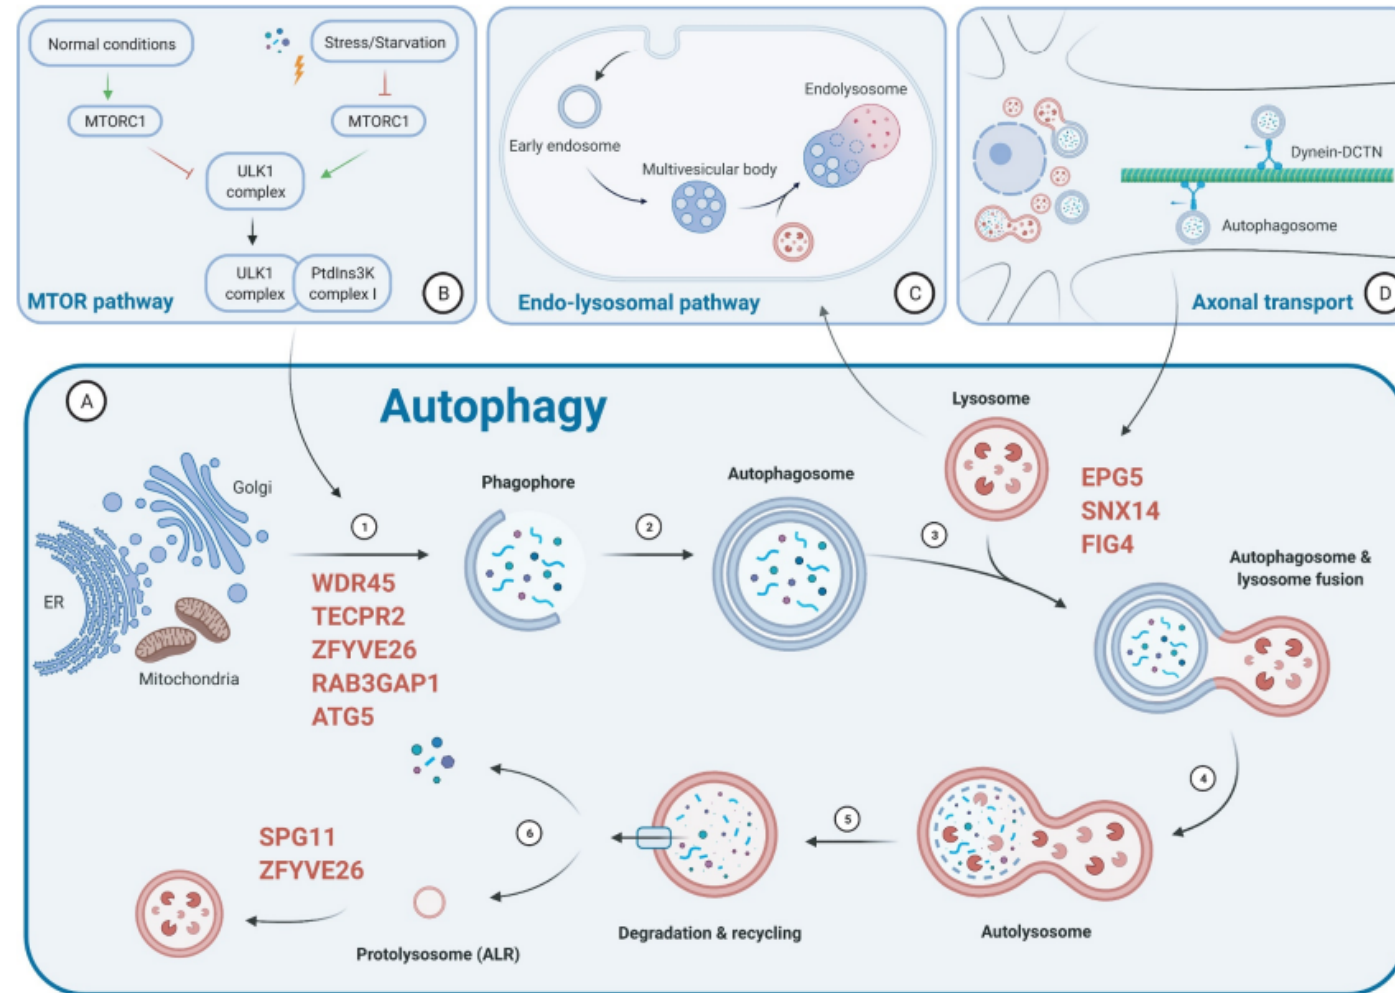 Normal conditions
Stress/Starvation
MTORC1
MTORC1
ULK1
complex
ULK1
complex
PtdIns3K
complex I
MTOR pathway
B
Early endosome
Multivesicular body
Endolysosome
Endo-lysosomal pathway
C
Dynein-DCTN
Autophagosome
Axonal transport
D
A
Autophagy
Golgi
ER
Mitochondria
1
WDR45
TECPR2
ZFYVE26
RAB3GAP1
ATG5
Phagophore
2
Autophagosome
3
Lysosome
EPG5
SNX14
FIG4
Autophagosome &
lysosome fusion
4
Autolysosome
5
Degradation & recycling
6
Protolysosome (ALR)
SPG11
ZFYVE26